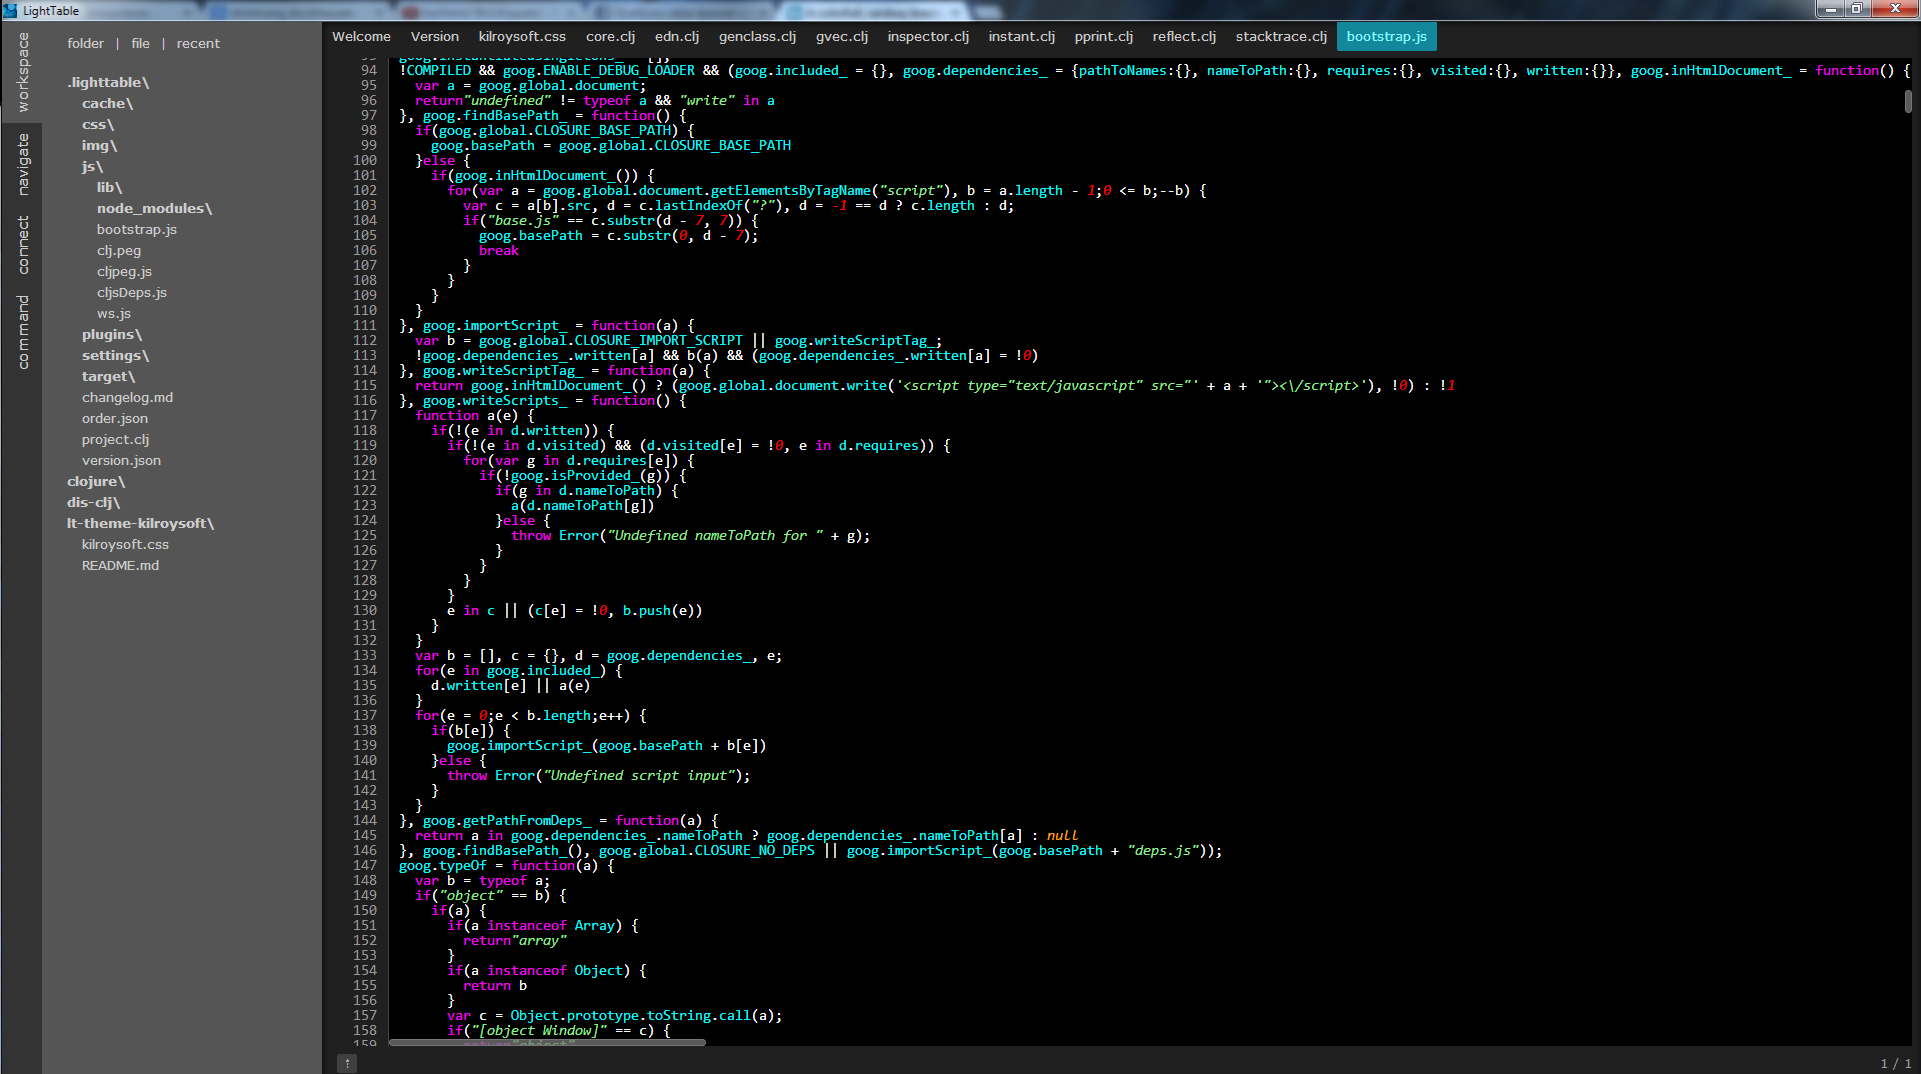 LightTable
workspace
navigate
connect
command
folder | file | recent
.lighttable\
cache\
css\
img\
js\
lib\
node_modules\
bootstrap.js
clj.peg
cljpeg.js
cljsDeps.js
ws.js
plugins\
settings\
target\
changelog.md
order.json
project.clj
version.json
clojure\
dis-clj\
lt-theme-kilroysoft\
kilroysoft.css
README.md
Welcome Version kilroysoft.css core.clj edn.clj genclass.clj gvec.clj inspector.clj instant.clj pprint.clj reflect.clj stacktrace.clj bootstrap.js
93 goog.instantiatedSingletons_ = [];
94 !COMPILED && goog.ENABLE_DEBUG_LOADER && (goog.included_ = {}, goog.dependencies_ = {pathToNames:{}, nameToPath:{}, requires:{}, visited:{}, written:{}}, goog.inHtmlDocument_ = function() {
95 var a = goog.global.document;
96 return"undefined" != typeof a && "write" in a
97 }, goog.findBasePath_ = function() {
98 if(goog.global.CLOSURE_BASE_PATH) {
99 goog.basePath = goog.global.CLOSURE_BASE_PATH
100 }else {
101 if(goog.inHtmlDocument_()) {
102 for(var a = goog.global.document.getElementsByTagName("script"), b = a.length - 1;0 <= b;--b) {
103 var c = a[b].src, d = c.lastIndexOf("?"), d = -1 == d ? c.length : d;
104 if("base.js" == c.substr(d - 7, 7)) {
105 goog.basePath = c.substr(0, d - 7);
106 break
107 }
108 }
109 }
110 }
111 }, goog.importScript_ = function(a) {
112 var b = goog.global.CLOSURE_IMPORT_SCRIPT || goog.writeScriptTag_;
113 !goog.dependencies_.written[a] && b(a) && (goog.dependencies_.written[a] = !0)
114 }, goog.writeScriptTag_ = function(a) {
115 return goog.inHtmlDocument_() ? (goog.global.document.write('<script type="text/javascript" src="' + a + '"><\/script>'), !0) : !1
116 }, goog.writeScripts_ = function() {
117 function a(e) {
118 if(!(e in d.written)) {
119 if(!(e in d.visited) && (d.visited[e] = !0, e in d.requires)) {
120 for(var g in d.requires[e]) {
121 if(!goog.isProvided_(g)) {
122 if(g in d.nameToPath) {
123 a(d.nameToPath[g])
124 }else {
125 throw Error("Undefined nameToPath for " + g);
126 }
127 }
128 }
129 }
130 e in c || (c[e] = !0, b.push(e))
131 }
132 }
133 var b = [], c = {}, d = goog.dependencies_, e;
134 for(e in goog.included_) {
135 d.written[e] || a(e)
136 }
137 for(e = 0;e < b.length;e++) {
138 if(b[e]) {
139 goog.importScript_(goog.basePath + b[e])
140 }else {
141 throw Error("Undefined script input");
142 }
143 }
144 }, goog.getPathFromDeps_ = function(a) {
145 return a in goog.dependencies_.nameToPath ? goog.dependencies_.nameToPath[a] : null
146 }, goog.findBasePath_(), goog.global.CLOSURE_NO_DEPS || goog.importScript_(goog.basePath + "deps.js"));
147 goog.typeOf = function(a) {
148 var b = typeof a;
149 if("object" == b) {
150 if(a) {
151 if(a instanceof Array) {
152 return"array"
153 }
154 if(a instanceof Object) {
155 return b
156 }
157 var c = Object.prototype.toString.call(a);
158 if("[object Window]" == c) {
159 return"object"
1 / 1